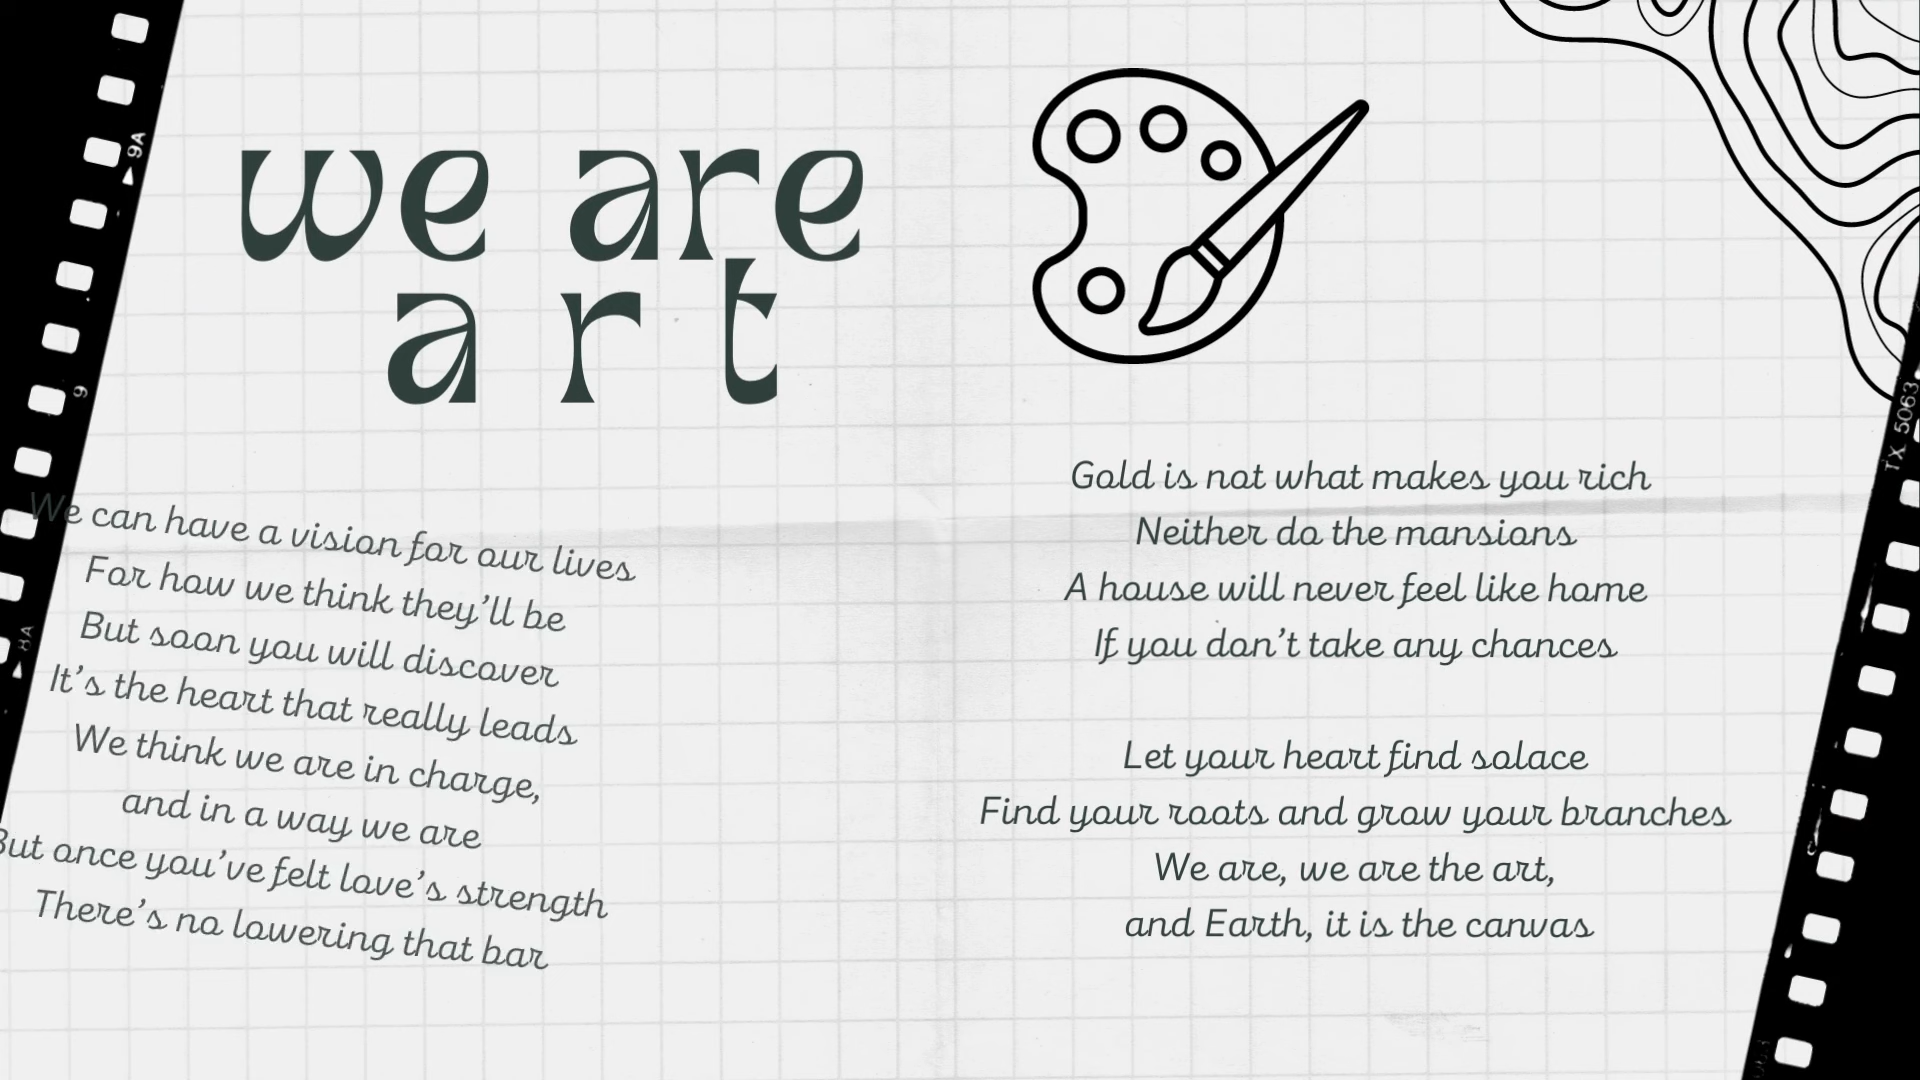 we are
art
We can have a vision for our lives
For how we think they’ll be
But soon you will discover
It’s the heart that really leads
We think we are in charge,
and in a way we are
But once you’ve felt love’s strength
There’s no lowering that bar
Gold is not what makes you rich
Neither do the mansions
A house will never feel like home
If you don’t take any chances
Let your heart find solace
Find your roots and grow your branches
We are, we are the art,
and Earth, it is the canvas
9A
9
8A
TX 5063